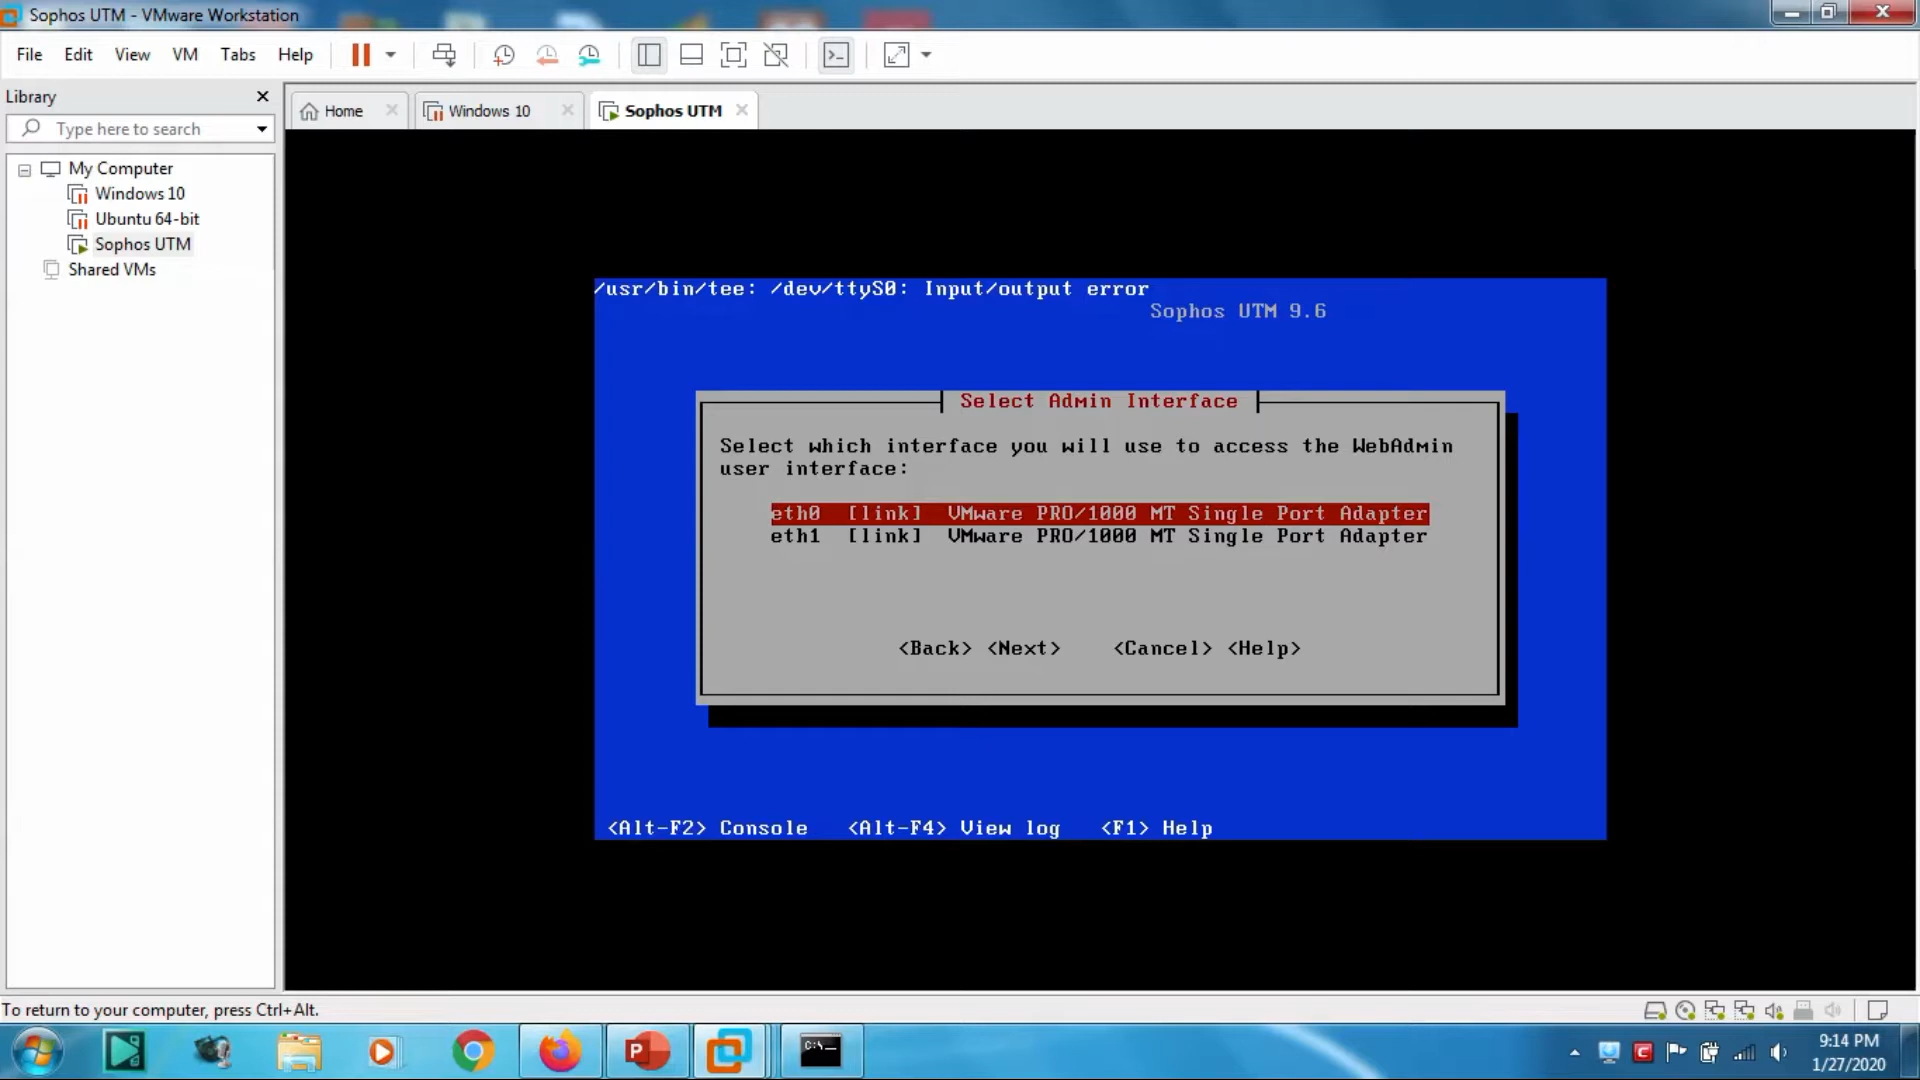 Sophos UTM - VMware Workstation
File Edit View VM Tabs Help
Library
Type here to search
My Computer
Windows 10
Ubuntu 64-bit
Sophos UTM
Shared VMs
Home Windows 10 Sophos UTM
/usr/bin/tee: /dev/ttyS0: Input/output error
Sophos UTM 9.6
Select Admin Interface
Select which interface you will use to access the WebAdmin
user interface:
eth0 [link] VMware PRO/1000 MT Single Port Adapter
eth1 [link] VMware PRO/1000 MT Single Port Adapter
<Back> <Next> <Cancel> <Help>
<Alt-F2> Console <Alt-F4> View log <F1> Help
To return to your computer, press Ctrl+Alt.
9:14 PM
1/27/2020